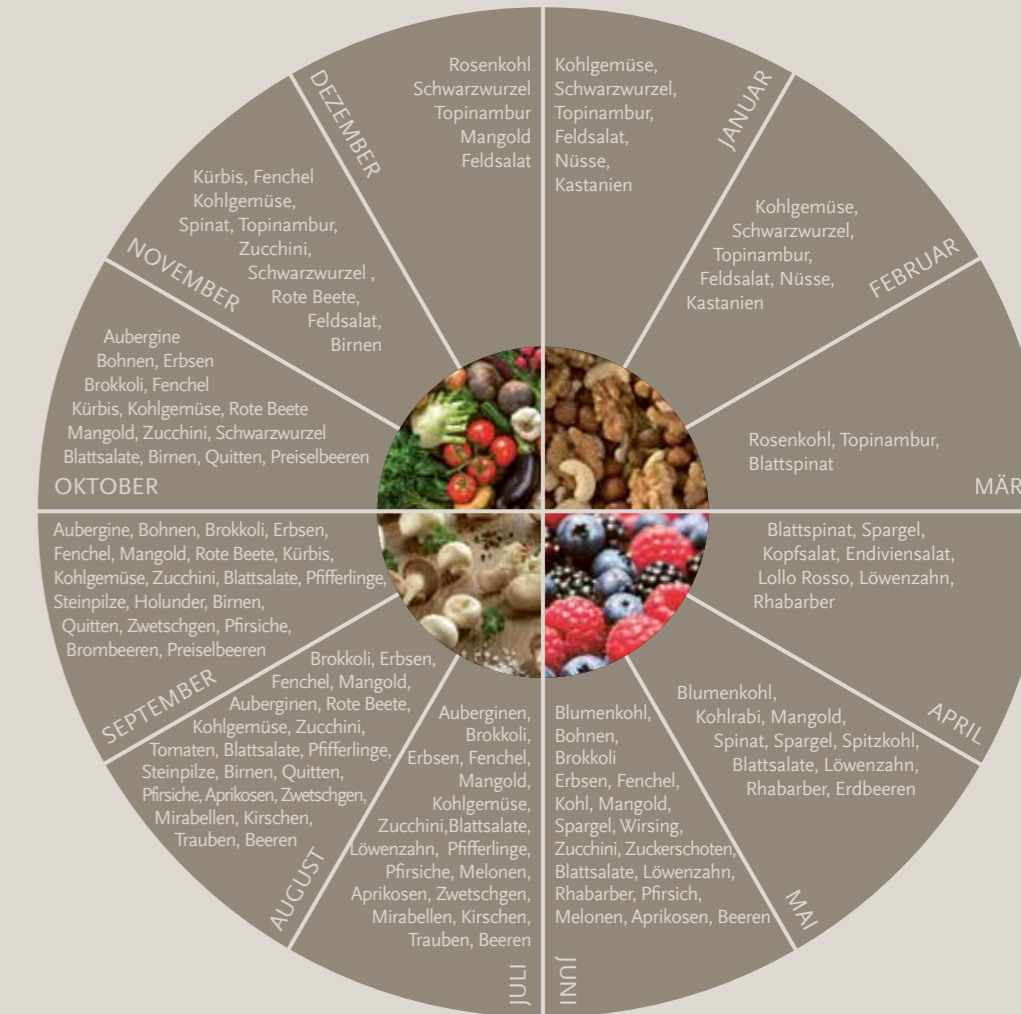 JANUAR
Kohlgemüse,
Schwarzwurzel,
Topinambur,
Feldsalat,
Nüsse,
Kastanien
FEBRUAR
Kohlgemüse,
Schwarzwurzel,
Topinambur,
Feldsalat, Nüsse,
Kastanien
MÄR
Rosenkohl, Topinambur,
Blattspinat
APRIL
Blattspinat, Spargel,
Kopfsalat, Endiviensalat,
Lollo Rosso, Löwenzahn,
Rhabarber
MAI
Blumenkohl,
Kohlrabi, Mangold,
Spinat, Spargel, Spitzkohl,
Blattsalate, Löwenzahn,
Rhabarber, Erdbeeren
JUNI
Blumenkohl,
Bohnen,
Brokkoli
Erbsen, Fenchel,
Kohl, Mangold,
Spargel, Wirsing,
Zucchini, Zuckerschoten,
Blattsalate, Löwenzahn,
Rhabarber, Pfirsich,
Melonen, Aprikosen, Beeren
JULI
Auberginen,
Brokkoli,
Erbsen, Fenchel,
Mangold,
Kohlgemüse,
Zucchini,Blattsalate,
Löwenzahn, Pfifferlinge,
Pfirsiche, Melonen,
Aprikosen, Zwetschgen,
Mirabellen, Kirschen,
Trauben, Beeren
AUGUST
Brokkoli, Erbsen,
Fenchel, Mangold,
Auberginen, Rote Beete,
Kohlgemüse, Zucchini,
Tomaten, Blattsalate, Pfifferlinge,
Steinpilze, Birnen, Quitten,
Pfirsiche, Aprikosen, Zwetschgen,
Mirabellen, Kirschen,
Trauben, Beeren
SEPTEMBER
Aubergine, Bohnen, Brokkoli, Erbsen,
Fenchel, Mangold, Rote Beete, Kürbis,
Kohlgemüse, Zucchini, Blattsalate, Pfifferlinge,
Steinpilze, Holunder, Birnen,
Quitten, Zwetschgen, Pfirsiche,
Brombeeren, Preiselbeeren
OKTOBER
Aubergine
Bohnen, Erbsen
Brokkoli, Fenchel
Kürbis, Kohlgemüse, Rote Beete
Mangold, Zucchini, Schwarzwurzel
Blattsalate, Birnen, Quitten, Preiselbeeren
NOVEMBER
Kürbis, Fenchel
Kohlgemüse,
Spinat, Topinambur,
Zucchini,
Schwarzwurzel ,
Rote Beete,
Feldsalat,
Birnen
DEZEMBER
Rosenkohl
Schwarzwurzel
Topinambur
Mangold
Feldsalat